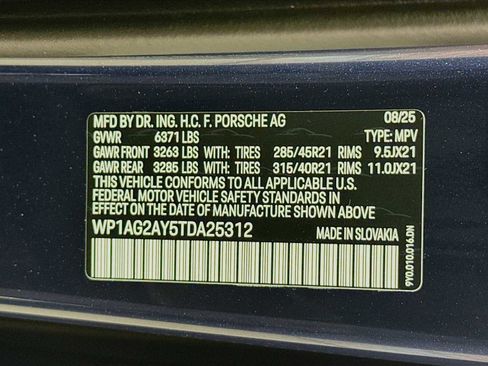 MFD BY DR. ING. H.C. F. PORSCHE AG 08/25
GVWR 6371 LBS TYPE: MPV
GAWR FRONT 3263 LBS WITH: TIRES 285/45R21 RIMS 9.5JX21
GAWR REAR 3285 LBS WITH: TIRES 315/40R21 RIMS 11.0JX21
THIS VEHICLE CONFORMS TO ALL APPLICABLE
FEDERAL MOTOR VEHICLE SAFETY STANDARDS IN
EFFECT ON THE DATE OF MANUFACTURE SHOWN ABOVE
WP1AG2AY5TDA25312 MADE IN SLOVAKIA
9Y0.010.016.DN